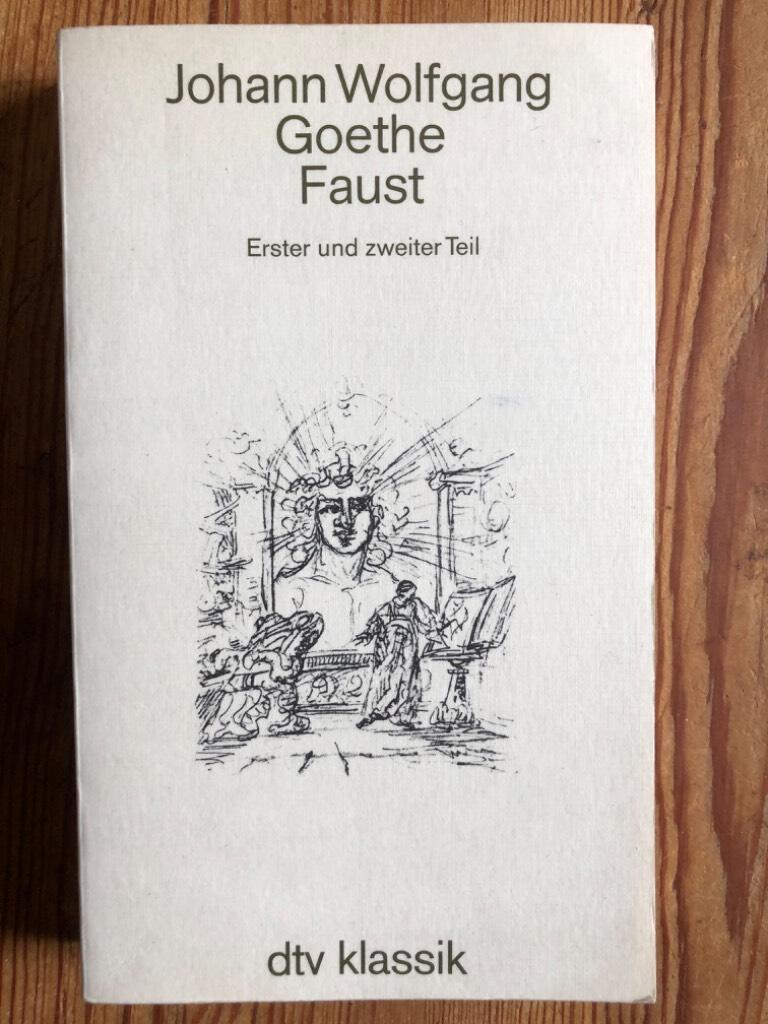 Johann Wolfgang
Goethe
Faust
Erster und zweiter Teil
dtv klassik